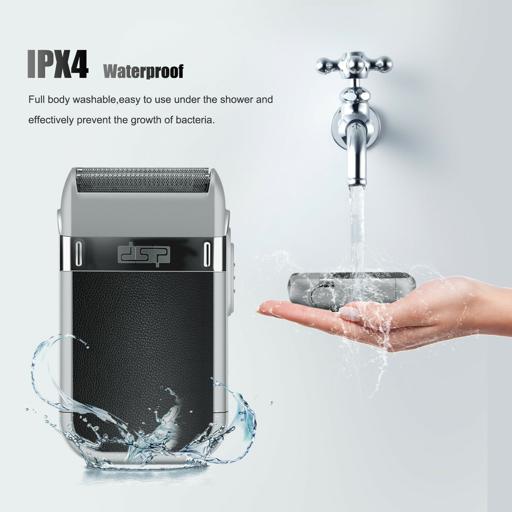 IPX4 Waterproof
Full body washable,easy to use under the shower and
effectively prevent the growth of bacteria.
dsp